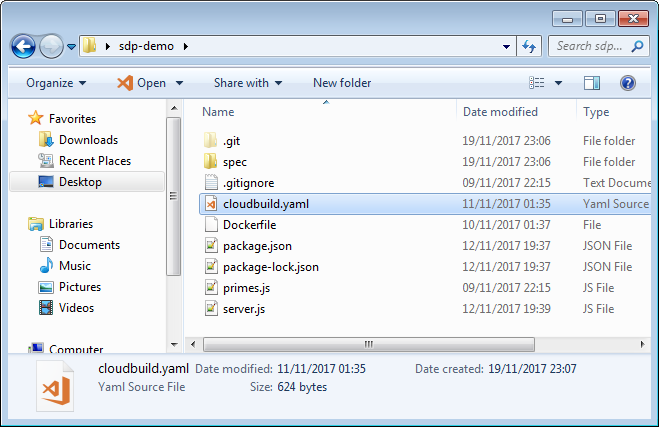 sdp-demo
Search sdp...
Organize Open Share with New folder
Name Date modified Type
Favorites
Downloads
Recent Places
Desktop
Libraries
Documents
Music
Pictures
Videos
Computer
.git 19/11/2017 23:06 File folder
spec 19/11/2017 23:06 File folder
.gitignore 09/11/2017 22:15 Text Docume
cloudbuild.yaml 11/11/2017 01:35 Yaml Source
Dockerfile 10/11/2017 01:37 File
package.json 12/11/2017 19:37 JSON File
package-lock.json 12/11/2017 19:37 JSON File
primes.js 09/11/2017 22:15 JS File
server.js 12/11/2017 19:39 JS File
cloudbuild.yaml Date modified: 11/11/2017 01:35 Date created: 19/11/2017 23:07
Yaml Source File Size: 624 bytes